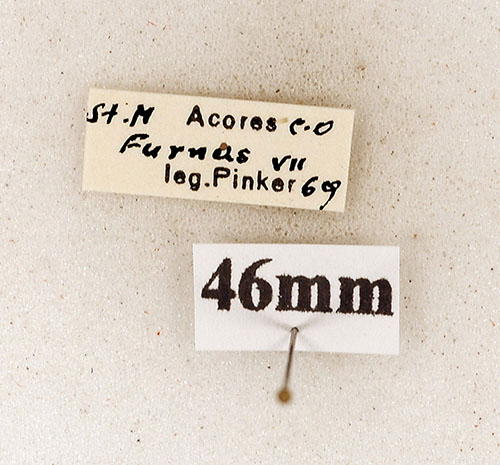 St.M Acores e.o
Furnas VII
leg.Pinker 69
46mm